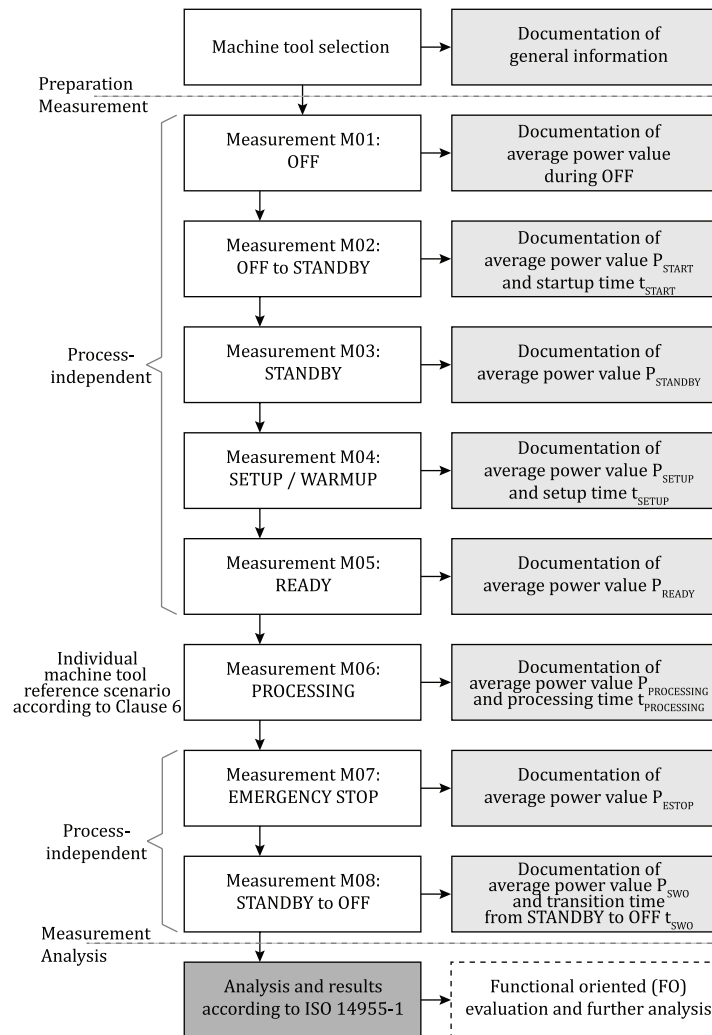 Machine tool selection
Documentation of
general information
Preparation
Measurement
Measurement M01:
OFF
Documentation of
average power value
during OFF
Measurement M02:
OFF to STANDBY
Documentation of
average power value P_START
and startup time t_START
Process-
independent
Measurement M03:
STANDBY
Documentation of
average power value P_STANDBY
Measurement M04:
SETUP / WARMUP
Documentation of
average power value P_SETUP
and setup time t_SETUP
Measurement M05:
READY
Documentation of
average power value P_READY
Individual
machine tool
reference scenario
according to Clause 6
Measurement M06:
PROCESSING
Documentation of
average power value P_PROCESSING
and processing time t_PROCESSING
Process-
independent
Measurement M07:
EMERGENCY STOP
Documentation of
average power value P_ESTOP
Measurement M08:
STANDBY to OFF
Documentation of
average power value P_SWO
and transition time
from STANDBY to OFF t_SWO
Measurement
Analysis
Analysis and results
according to ISO 14955-1
Functional oriented (FO)
evaluation and further analysis